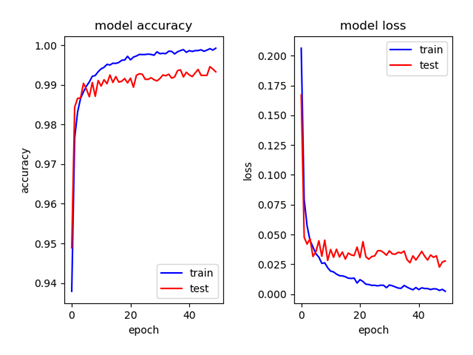 model accuracy
1.00
0.99
0.98
0.97
0.96
0.95
0.94
accuracy
0
20
40
epoch
train
test
model loss
0.200
0.175
0.150
0.125
0.100
0.075
0.050
0.025
0.000
loss
0
20
40
epoch
train
test